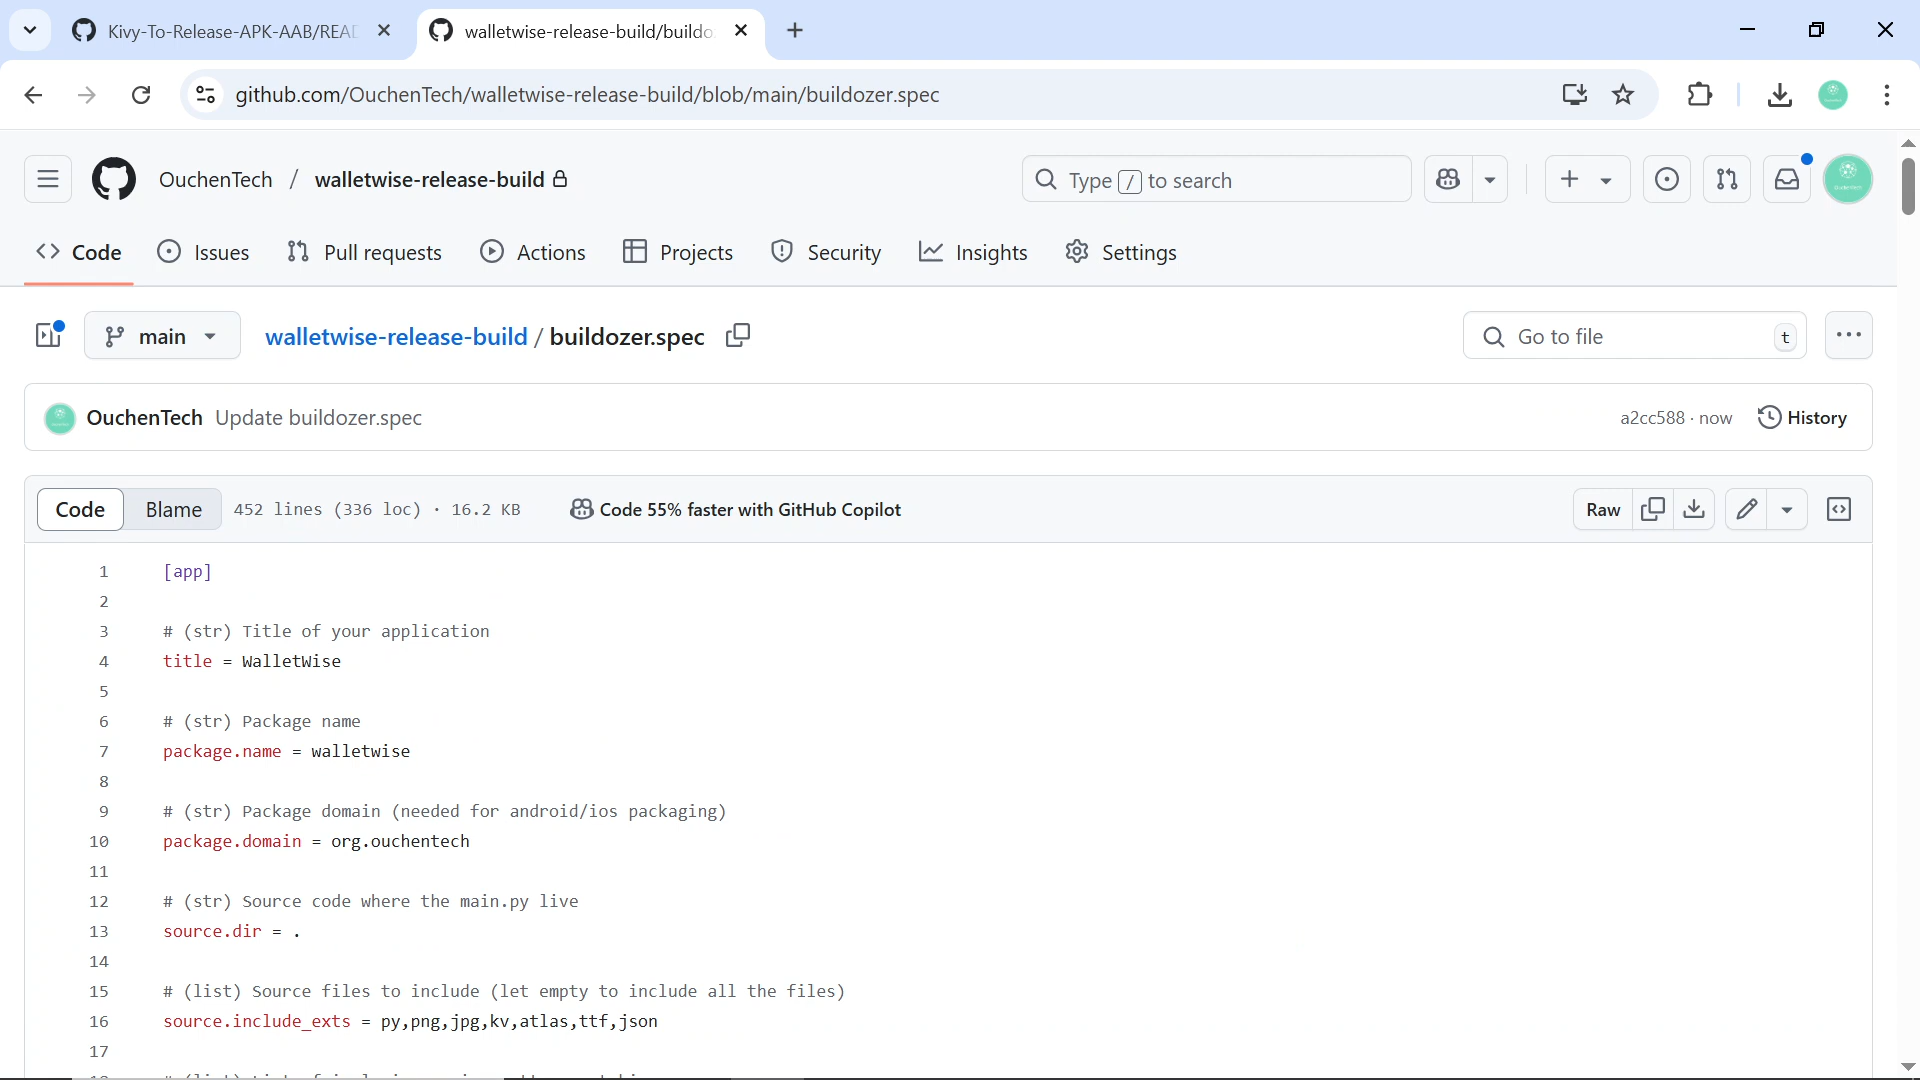 Kivy-To-Release-APK-AAB/READ
walletwise-release-build/buildo
github.com/OuchenTech/walletwise-release-build/blob/main/buildozer.spec
OuchenTech / walletwise-release-build
Type / to search
Code
Issues
Pull requests
Actions
Projects
Security
Insights
Settings
main
walletwise-release-build / buildozer.spec
Go to file
t
OuchenTech Update buildozer.spec
a2cc588 · now
History
Code
Blame
452 lines (336 loc) · 16.2 KB
Code 55% faster with GitHub Copilot
Raw
1 [app]
2
3 # (str) Title of your application
4 title = WalletWise
5
6 # (str) Package name
7 package.name = walletwise
8
9 # (str) Package domain (needed for android/ios packaging)
10 package.domain = org.ouchentech
11
12 # (str) Source code where the main.py live
13 source.dir = .
14
15 # (list) Source files to include (let empty to include all the files)
16 source.include_exts = py,png,jpg,kv,atlas,ttf,json
17